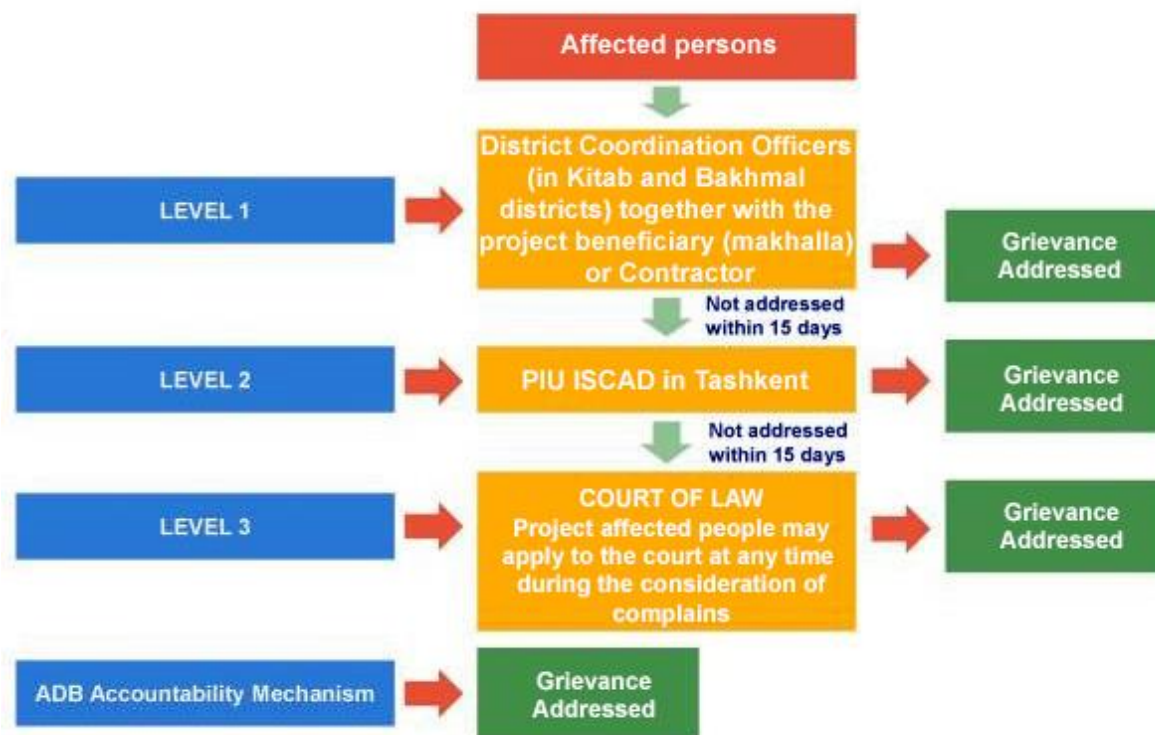 Affected persons
District Coordination Officers
(in Kitab and Bakhmal
districts) together with the
project beneficiary (makhalla)
or Contractor
LEVEL 1
Grievance
Addressed
Not addressed
within 15 days
LEVEL 2
PIU ISCAD in Tashkent
Grievance
Addressed
Not addressed
within 15 days
LEVEL 3
COURT OF LAW
Project affected people may
apply to the court at any time
during the consideration of
complains
Grievance
Addressed
ADB Accountability Mechanism
Grievance
Addressed